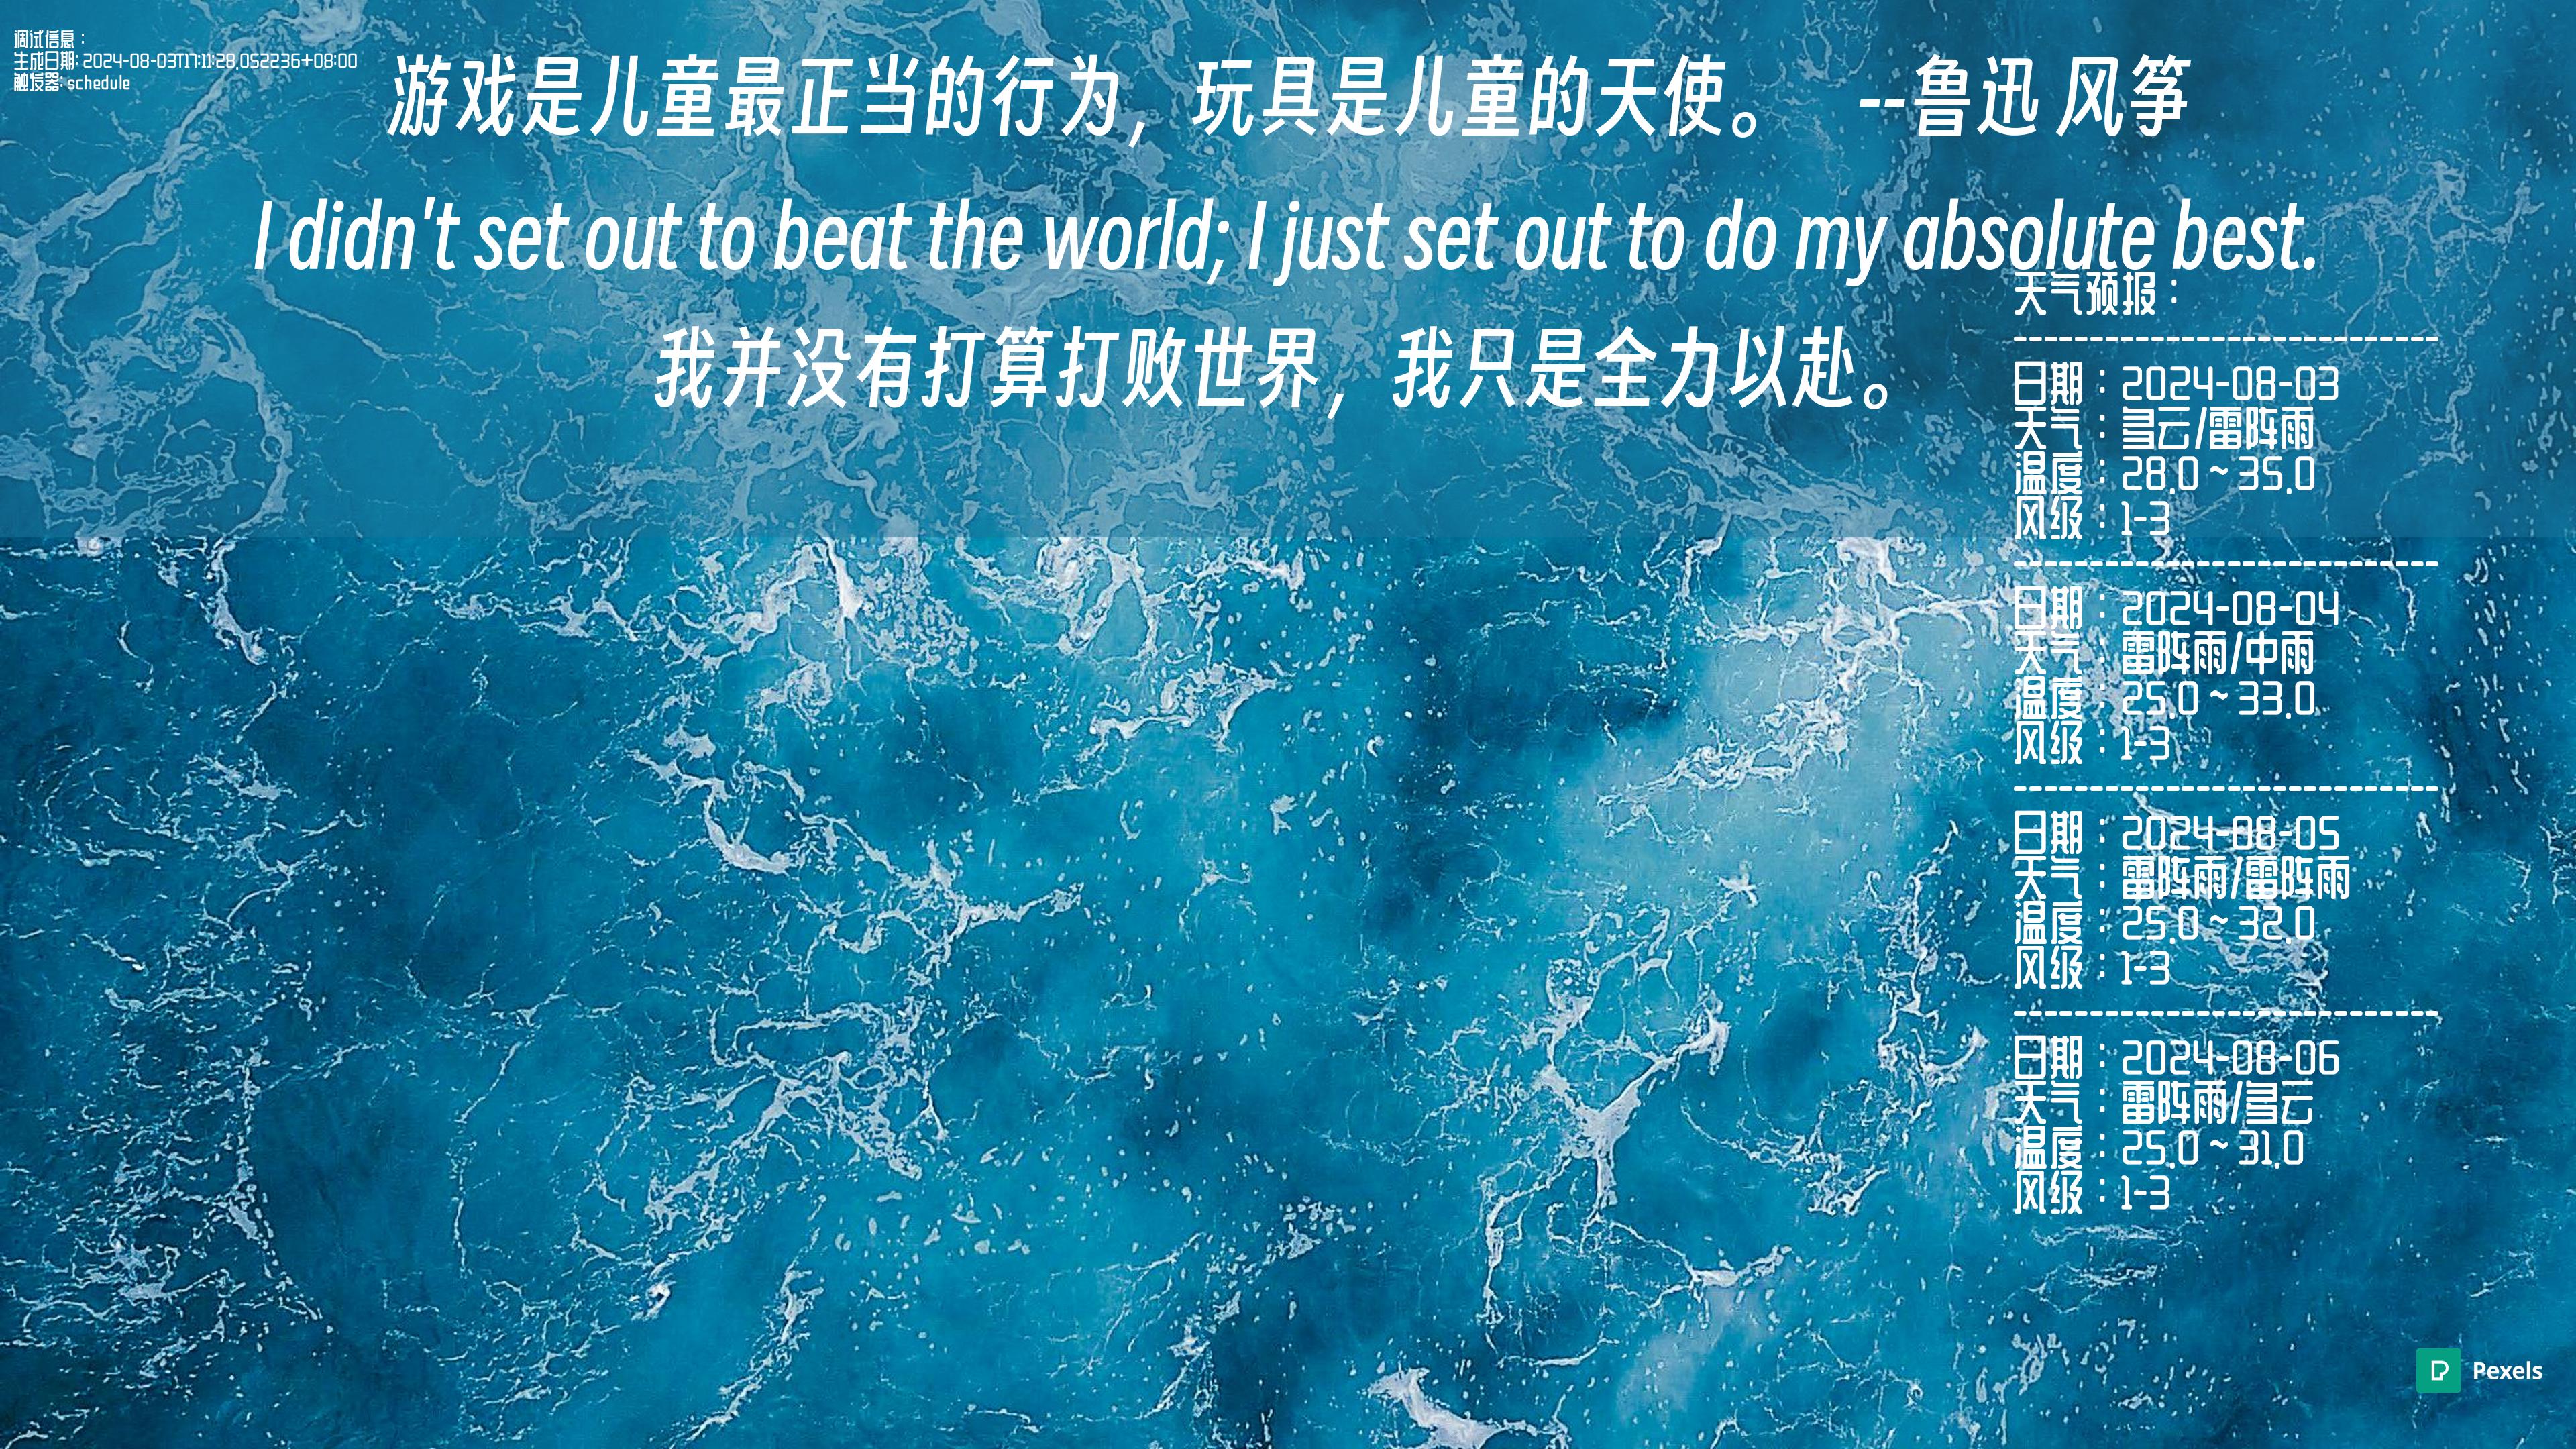 调试信息：
生成日期: 2024-08-03T17:11:28.052236+08:00
触发器: schedule
游戏是儿童最正当的行为，玩具是儿童的天使。 --鲁迅 风筝
I didn't set out to beat the world; I just set out to do my absolute best.
我并没有打算打败世界，我只是全力以赴。
天气预报：
----------------------------
日期：2024-08-03
天气：多云/雷阵雨
温度：28.0 ~ 35.0
风级：1-3
----------------------------
日期：2024-08-04
天气：雷阵雨/中雨
温度：25.0 ~ 33.0
风级：1-3
----------------------------
日期：2024-08-05
天气：雷阵雨/雷阵雨
温度：25.0 ~ 32.0
风级：1-3
----------------------------
日期：2024-08-06
天气：雷阵雨/多云
温度：25.0 ~ 31.0
风级：1-3
Pexels